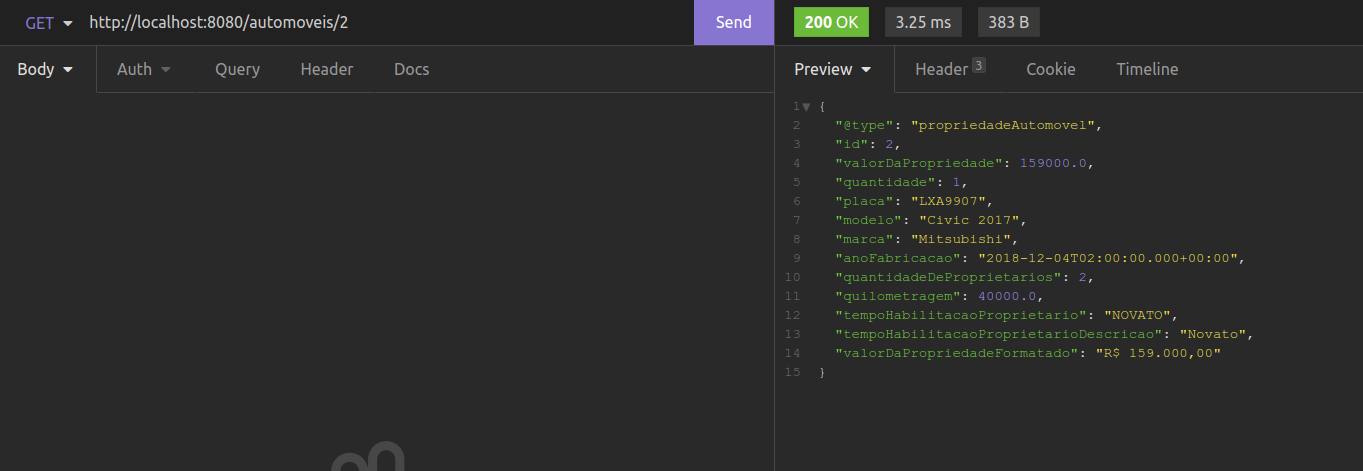 GET http://localhost:8080/automoveis/2 Send 200 OK 3.25 ms 383 B
Body Auth Query Header Docs Preview Header 3 Cookie Timeline
1 {
2 "@type": "propriedadeAutomovel",
3 "id": 2,
4 "valorDaPropriedade": 159000.0,
5 "quantidade": 1,
6 "placa": "LXA9907",
7 "modelo": "Civic 2017",
8 "marca": "Mitsubishi",
9 "anoFabricacao": "2018-12-04T02:00:00.000+00:00",
10 "quantidadeDeProprietarios": 2,
11 "quilometragem": 40000.0,
12 "tempoHabilitacaoProprietario": "NOVATO",
13 "tempoHabilitacaoProprietarioDescricao": "Novato",
14 "valorDaPropriedadeFormatado": "R$ 159.000,00"
15 }